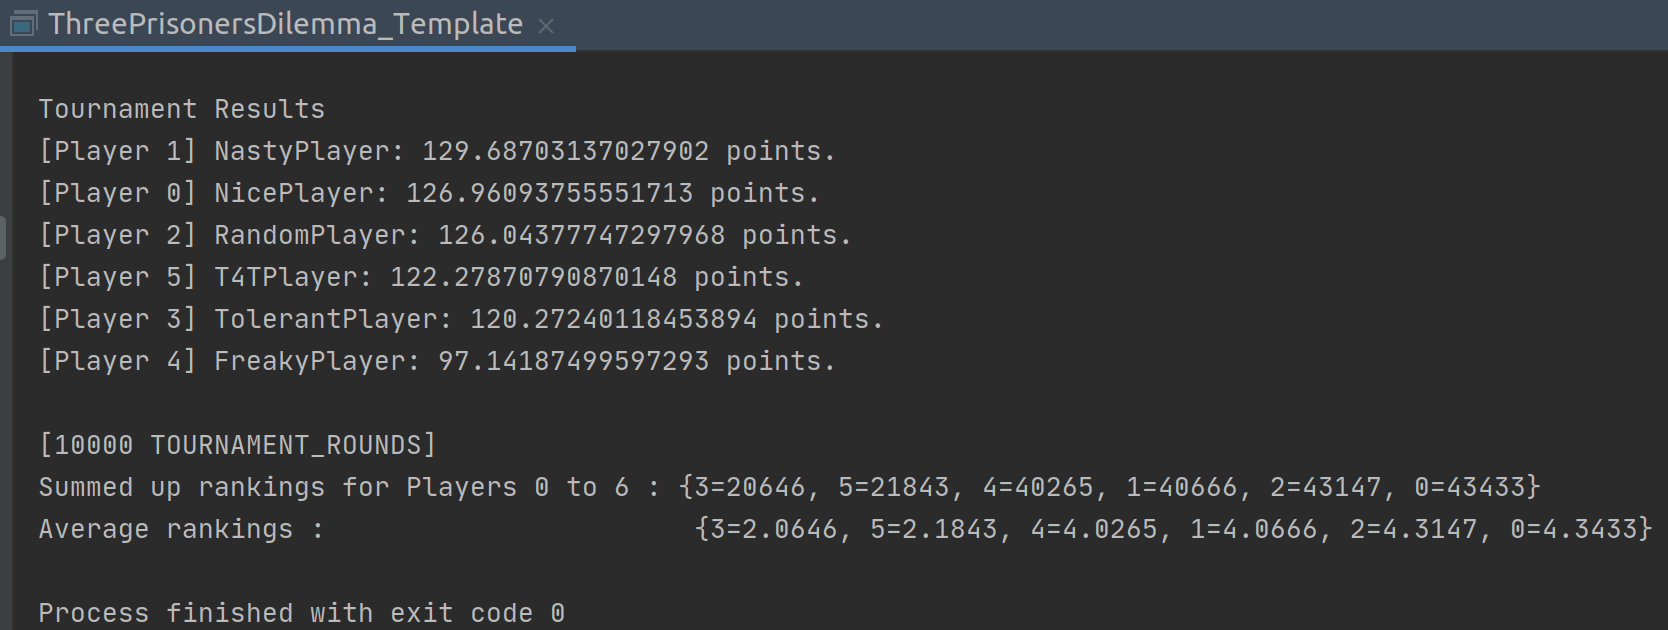 ThreePrisonersDilemma_Template
Tournament Results
[Player 1] NastyPlayer: 129.68703137027902 points.
[Player 0] NicePlayer: 126.96093755551713 points.
[Player 2] RandomPlayer: 126.04377747297968 points.
[Player 5] T4TPlayer: 122.27870790870148 points.
[Player 3] TolerantPlayer: 120.27240118453894 points.
[Player 4] FreakyPlayer: 97.14187499597293 points.
[10000 TOURNAMENT_ROUNDS]
Summed up rankings for Players 0 to 6 : {3=20646, 5=21843, 4=40265, 1=40666, 2=43147, 0=43433}
Average rankings : {3=2.0646, 5=2.1843, 4=4.0265, 1=4.0666, 2=4.3147, 0=4.3433}
Process finished with exit code 0